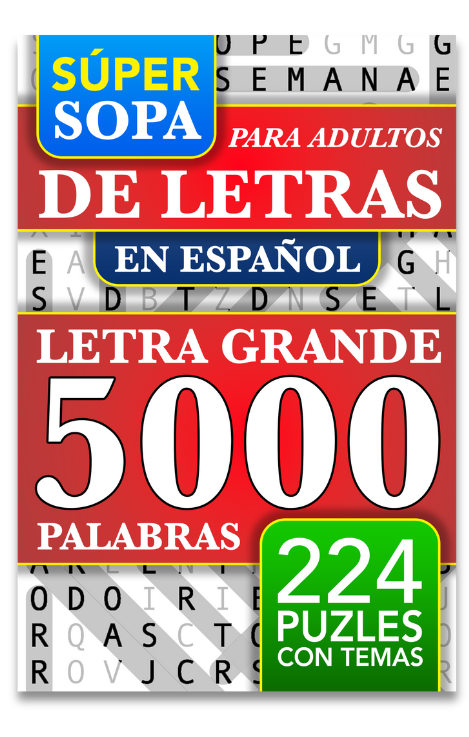 O P E G M G G
S E M A N A E
SÚPER
SOPA
PARA ADULTOS
DE LETRAS
EN ESPAÑOL
E A
G H
S V D B T Z D N S E T L
LETRA GRANDE
5000
PALABRAS
224
PUZLES
CON TEMAS
O D O I R I
R Q A S C T
R O V J C R S